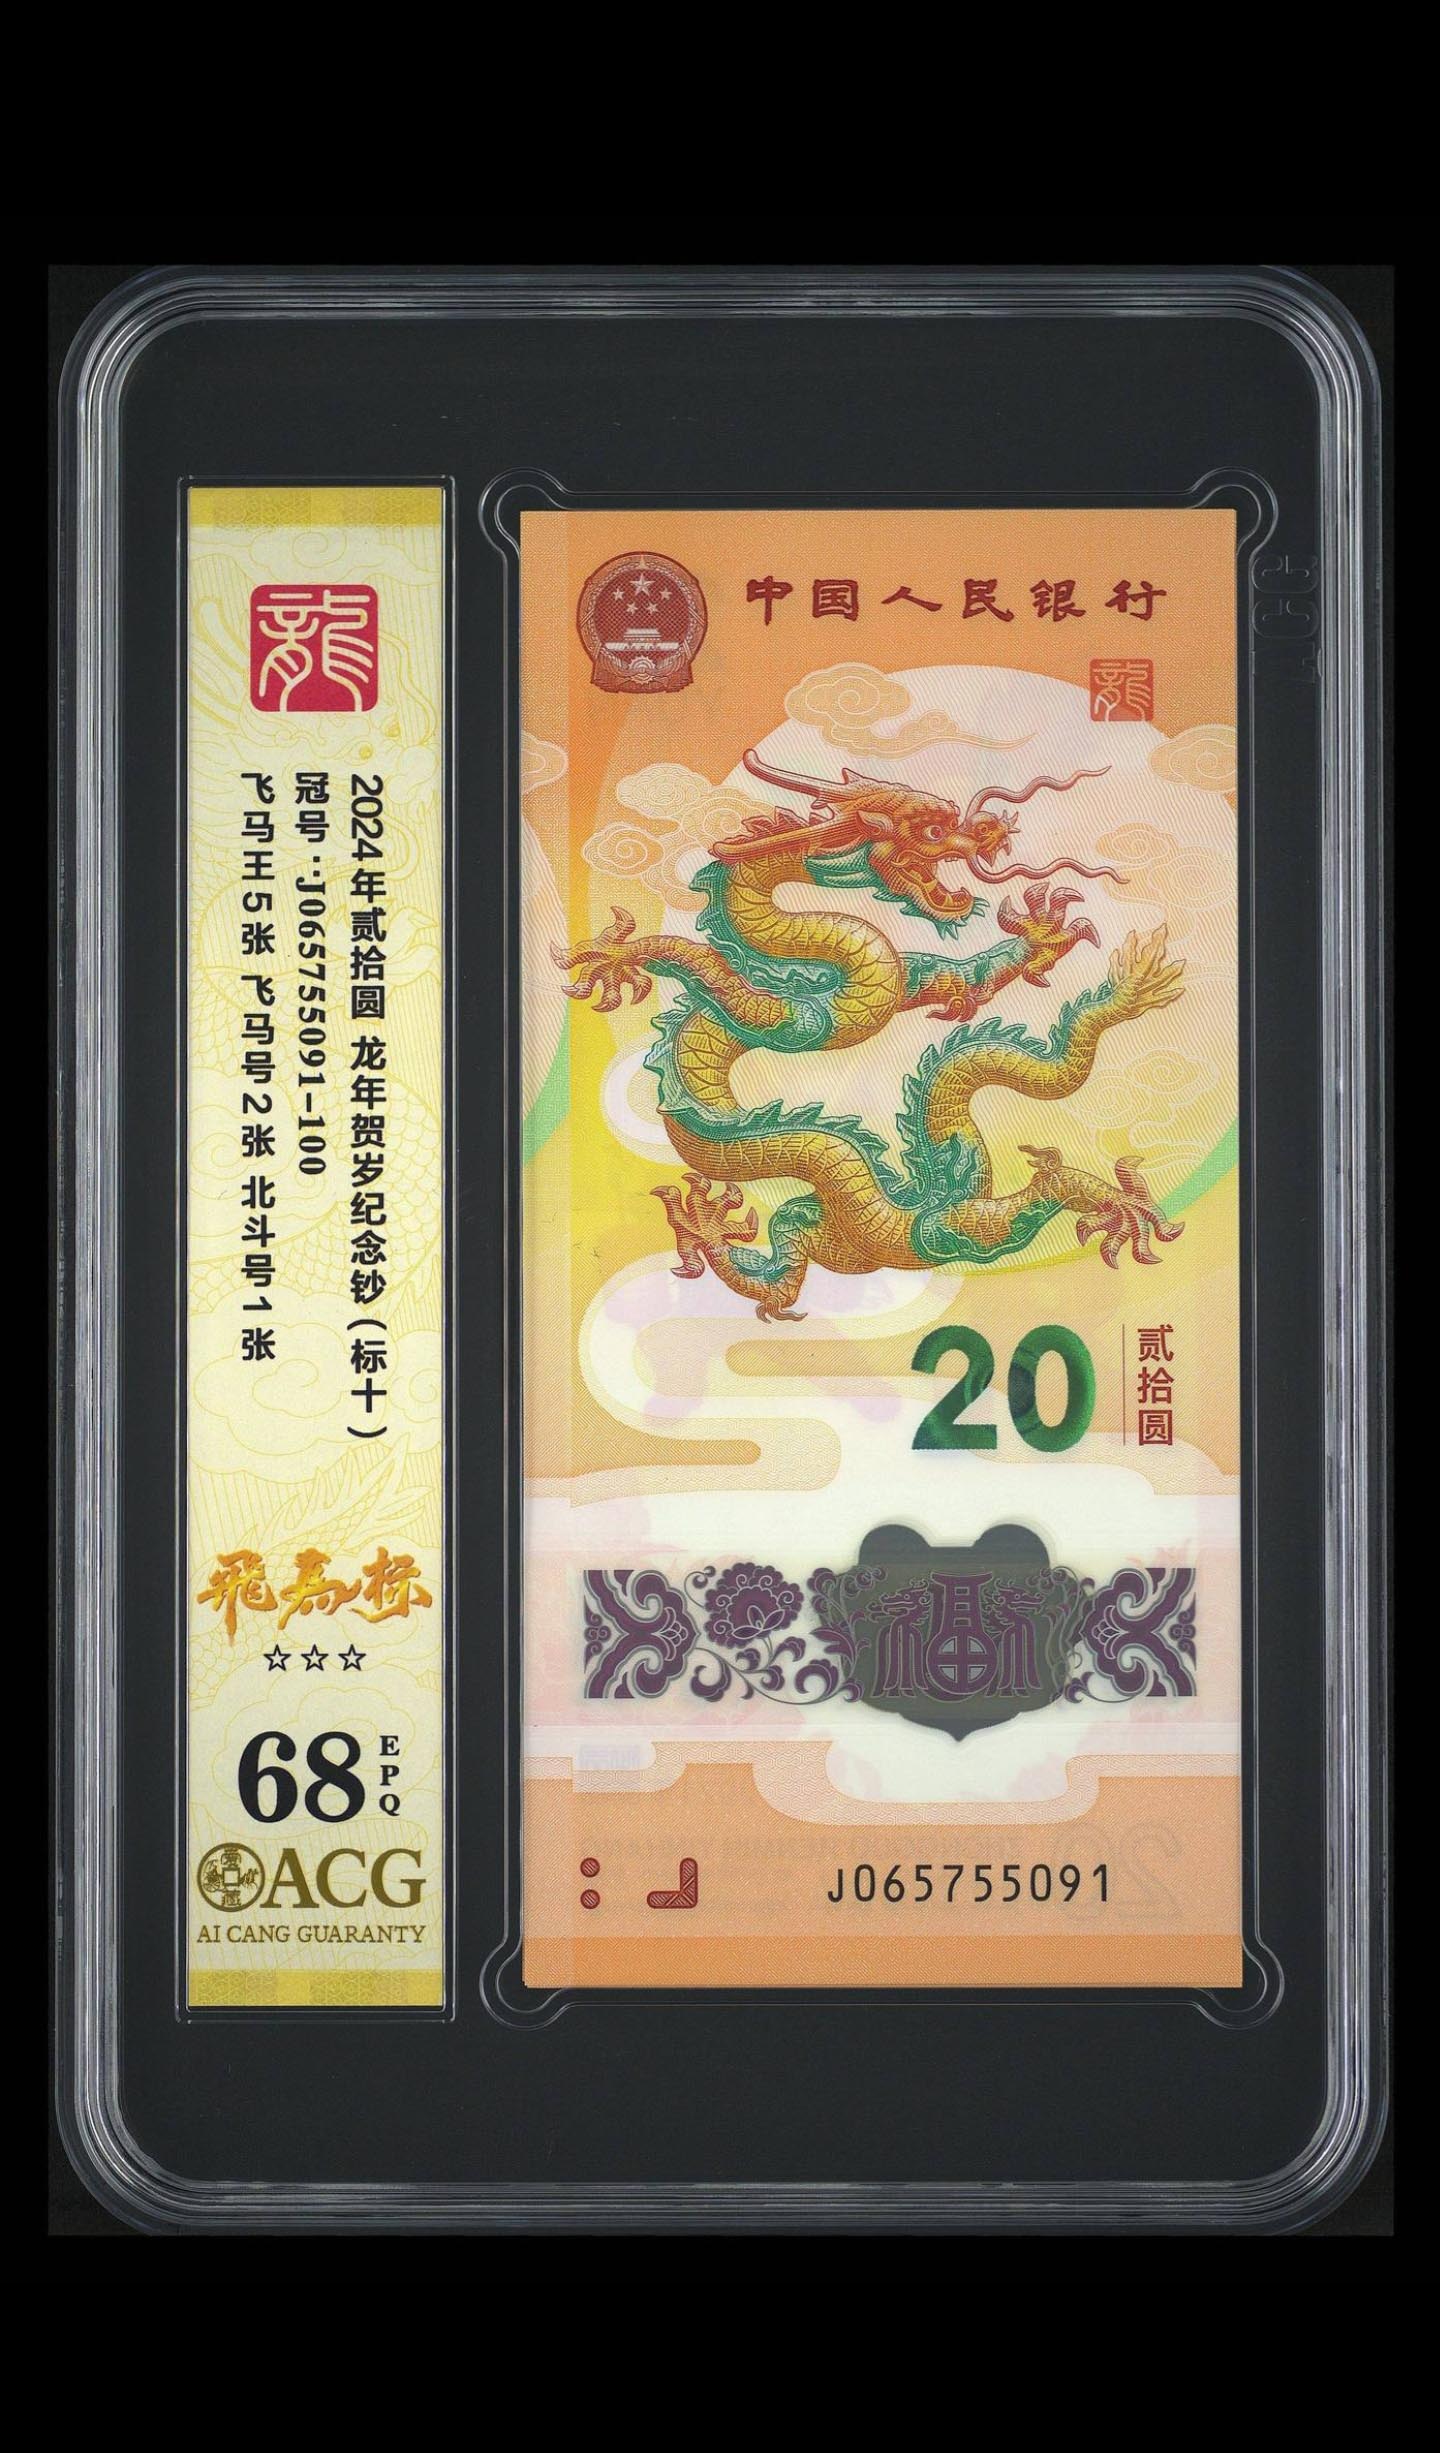 龍
2024年贰拾圆 龙年贺岁纪念钞（标十）
冠号：J065755091-100
飞马王5张 飞马号2张 北斗号1张
飛馬标
☆☆☆
68
EPQ
爱藏
ACG
AI CANG GUARANTY
中国人民银行
龍
20
贰拾圆
福
J065755091
ACG